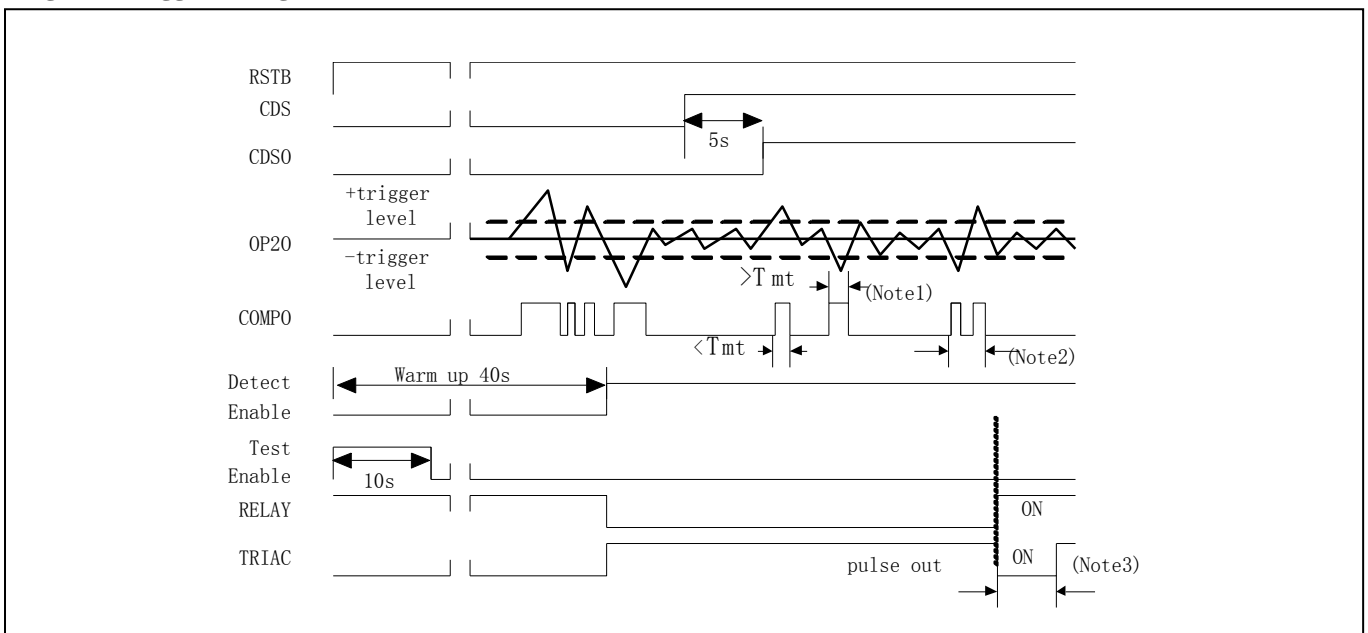 RSTB
CDS
5s
CDSO
+trigger
level
OP2O
-trigger
level
>Tmt
(Note1)
COMPO
<Tmt
(Note2)
Detect
Warm up 40s
Enable
Test
Enable
10s
RELAY
ON
TRIAC
pulse out
ON
(Note3)